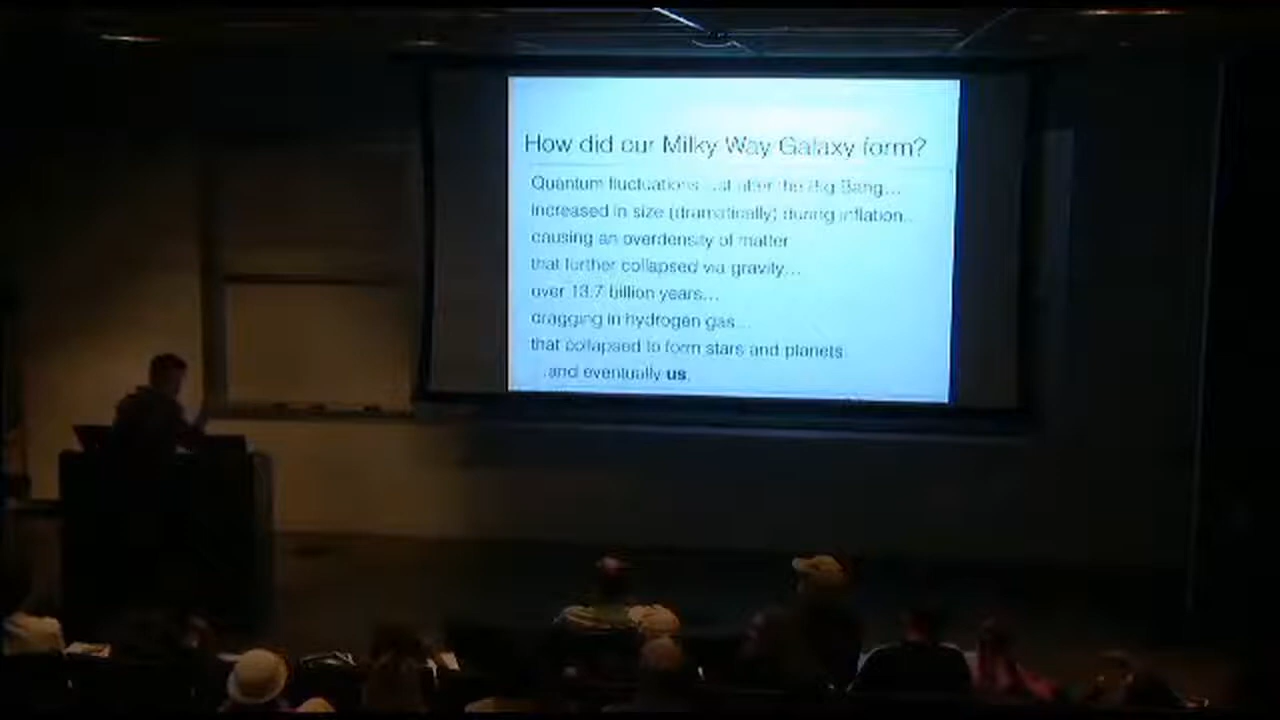 How did our Milky Way Galaxy form?
Quantum fluctuations just after the Big Bang...
increased in size (dramatically) during inflation...
causing an overdensity of matter
that further collapsed via gravity...
over 13.7 billion years...
dragging in hydrogen gas...
that collapsed to form stars and planets
...and eventually us.